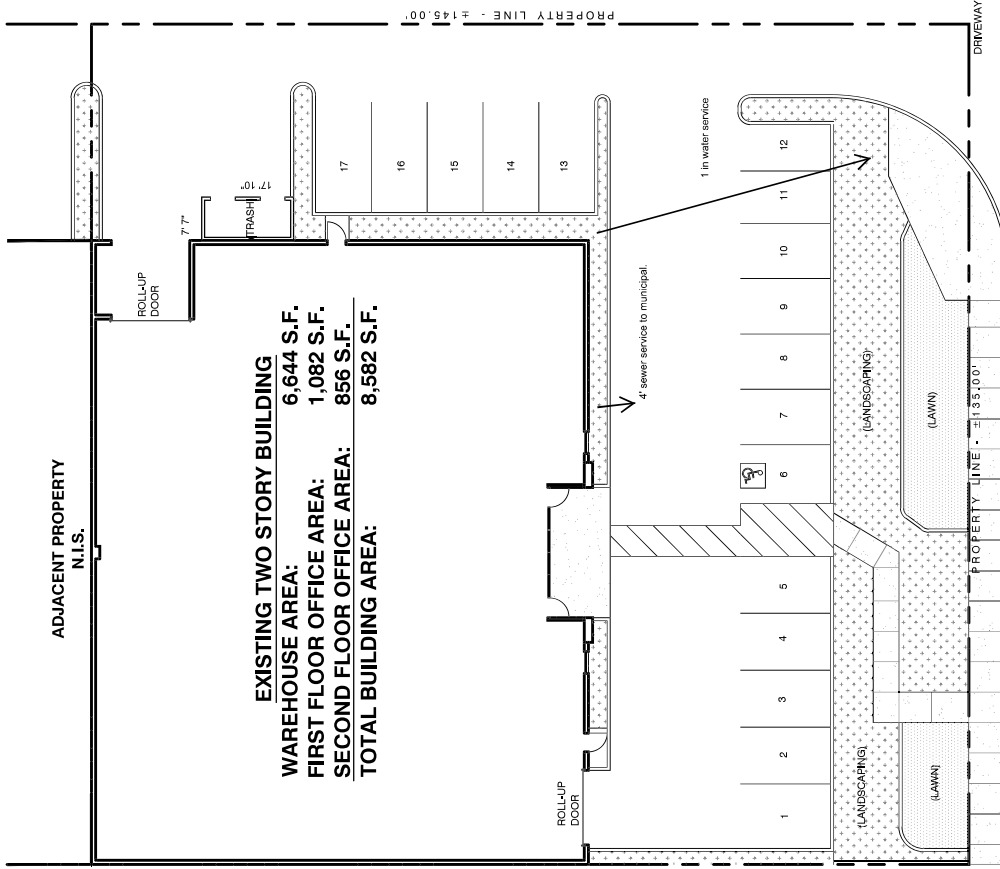 PROPERTY LINE - ±145.00'
DRIVEWAY
ADJACENT PROPERTY
N.I.S.
ROLL-UP
DOOR
7' 7"
17' 10"
(TRASH)
17
16
15
14
13
1 in water service
12
11
10
9
8
7
6
5
4
3
2
1
4' sewer service to municipal.
EXISTING TWO STORY BUILDING
WAREHOUSE AREA: 6,644 S.F.
FIRST FLOOR OFFICE AREA: 1,082 S.F.
SECOND FLOOR OFFICE AREA: 856 S.F.
TOTAL BUILDING AREA: 8,582 S.F.
ROLL-UP
DOOR
(LANDSCAPING)
(LAWN)
PROPERTY LINE - ±135.00'
(LANDSCAPING)
(LAWN)